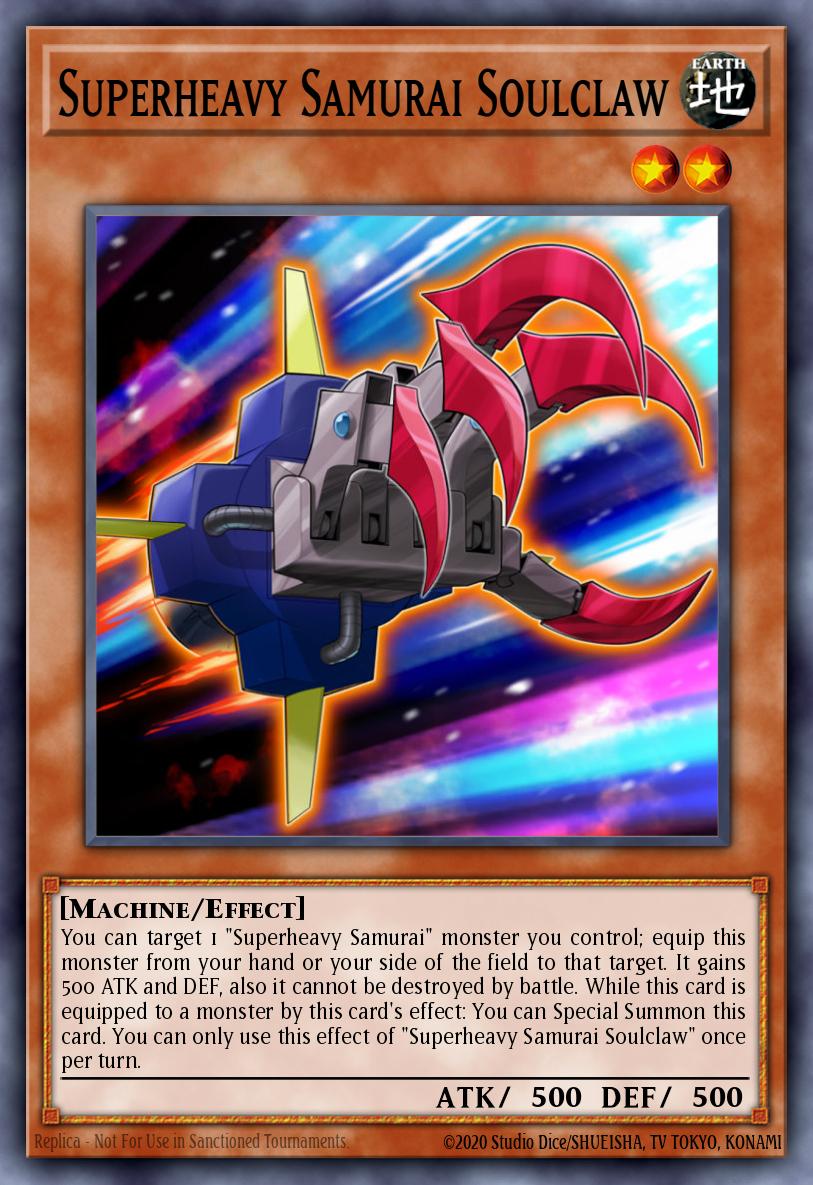 Superheavy Samurai Soulclaw
EARTH
地
[Machine/Effect]
You can target 1 "Superheavy Samurai" monster you control; equip this
monster from your hand or your side of the field to that target. It gains
500 ATK and DEF, also it cannot be destroyed by battle. While this card is
equipped to a monster by this card's effect: You can Special Summon this
card. You can only use this effect of "Superheavy Samurai Soulclaw" once
per turn.
ATK/ 500 DEF/ 500
Replica - Not For Use in Sanctioned Tournaments.
©2020 Studio Dice/SHUEISHA, TV TOKYO, KONAMI